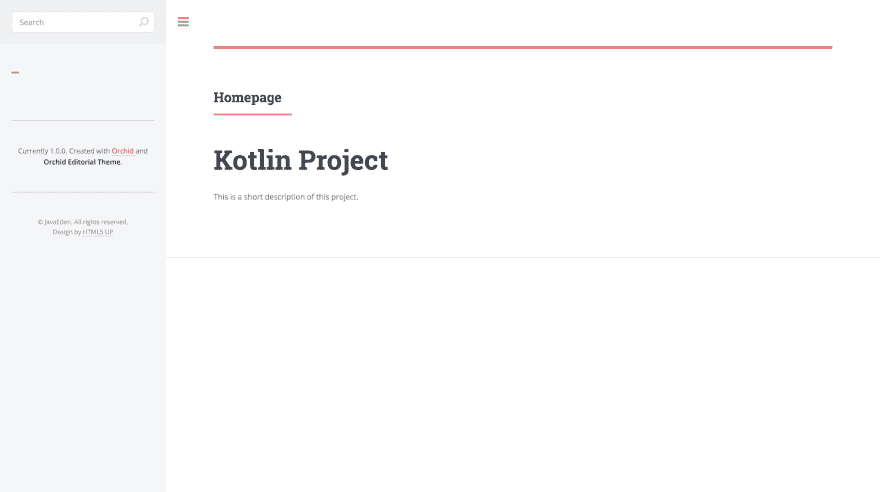 Search
Homepage
Kotlin Project
This is a short description of this project.
Currently 1.0.0. Created with Orchid and
Orchid Editorial Theme.
© JavaEden. All rights reserved.
Design by HTML5 UP